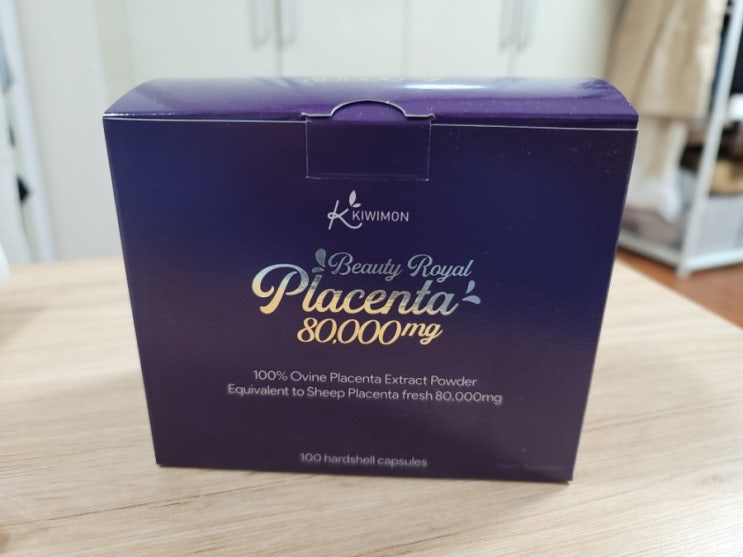 KIWIMON
Beauty Royal
Placenta
80,000mg
100% Ovine Placenta Extract Powder
Equivalent to Sheep Placenta fresh 80,000mg
100 hardshell capsules